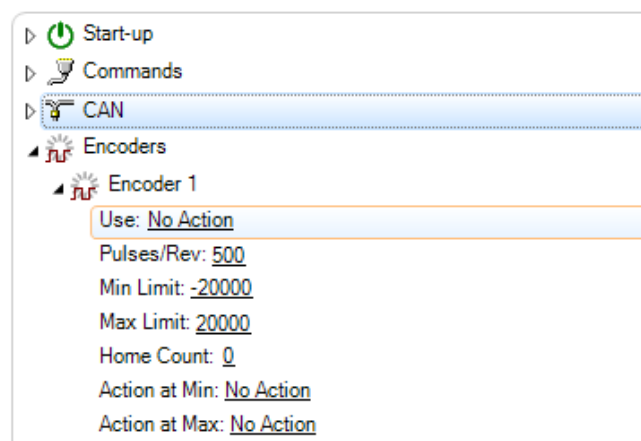 Start-up
Commands
CAN
Encoders
Encoder 1
Use: No Action
Pulses/Rev: 500
Min Limit: -20000
Max Limit: 20000
Home Count: 0
Action at Min: No Action
Action at Max: No Action